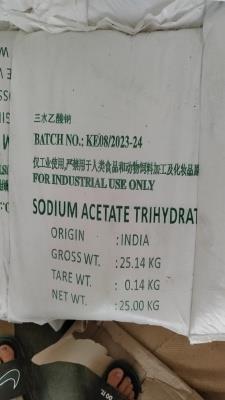 三水乙酸钠
BATCH NO.: KE08/2023-24
仅工业使用,严禁用于人类食品和动物饲料加工及化妆品
FOR INDUSTRIAL USE ONLY
SODIUM ACETATE TRIHYDRAT
ORIGIN : INDIA
GROSS WT. : 25.14 KG
TARE WT. : 0.14 KG
NET WT. : 25.00 KG